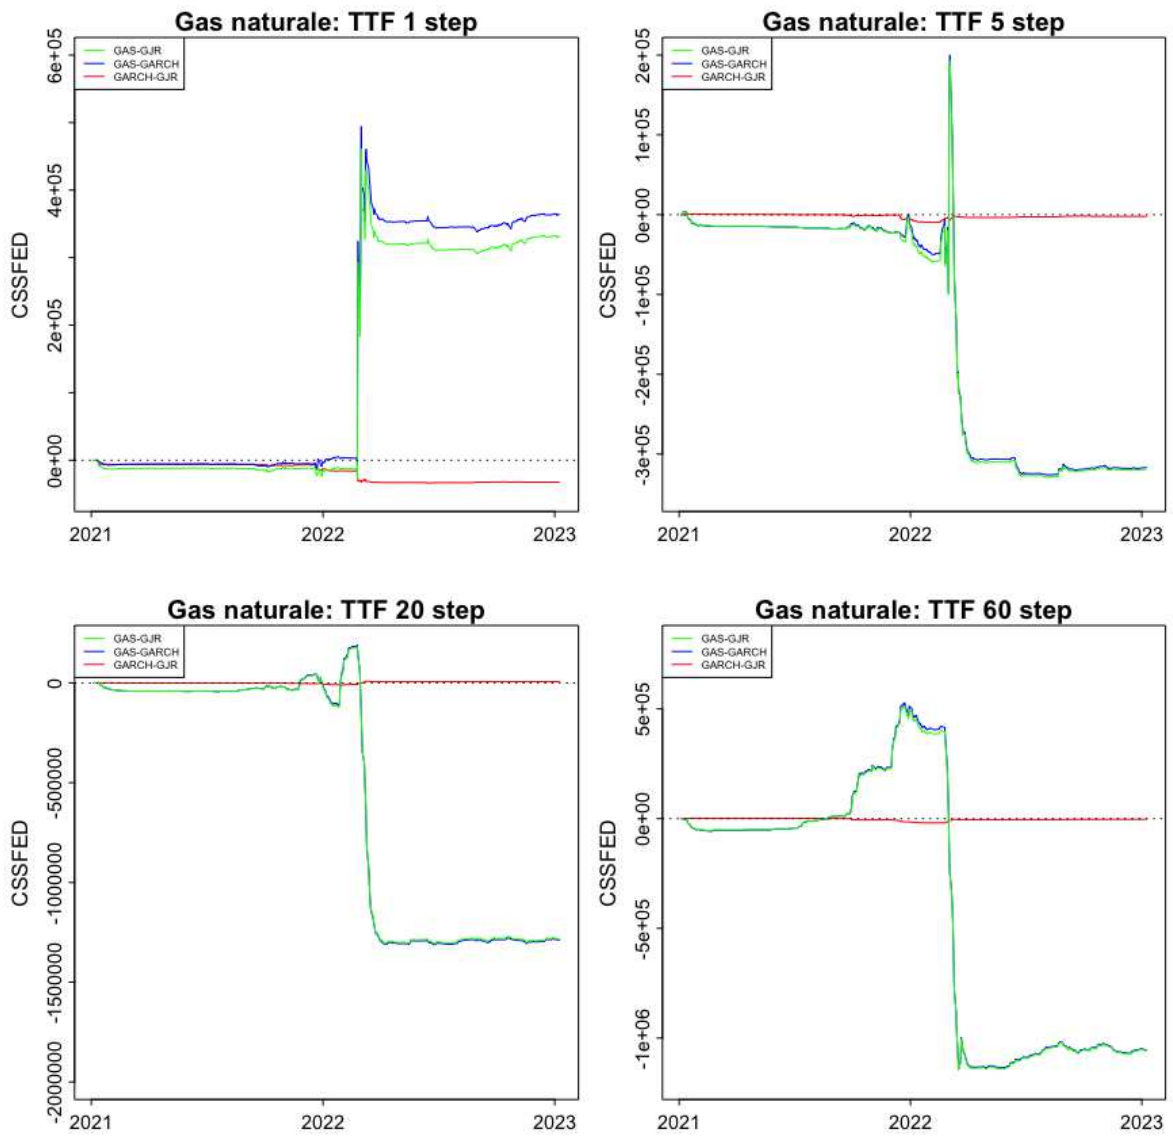 Gas naturale: TTF 1 step
GAS-GJR
GAS-GARCH
GARCH-GJR
CSSFED
6e+05
4e+05
2e+05
0e+00
2021
2022
2023
Gas naturale: TTF 5 step
GAS-GJR
GAS-GARCH
GARCH-GJR
CSSFED
2e+05
1e+05
0e+00
-1e+05
-2e+05
-3e+05
2021
2022
2023
Gas naturale: TTF 20 step
GAS-GJR
GAS-GARCH
GARCH-GJR
CSSFED
0
-500000
-1000000
-1500000
-2000000
2021
2022
2023
Gas naturale: TTF 60 step
GAS-GJR
GAS-GARCH
GARCH-GJR
CSSFED
5e+05
0e+00
-5e+05
-1e+06
2021
2022
2023